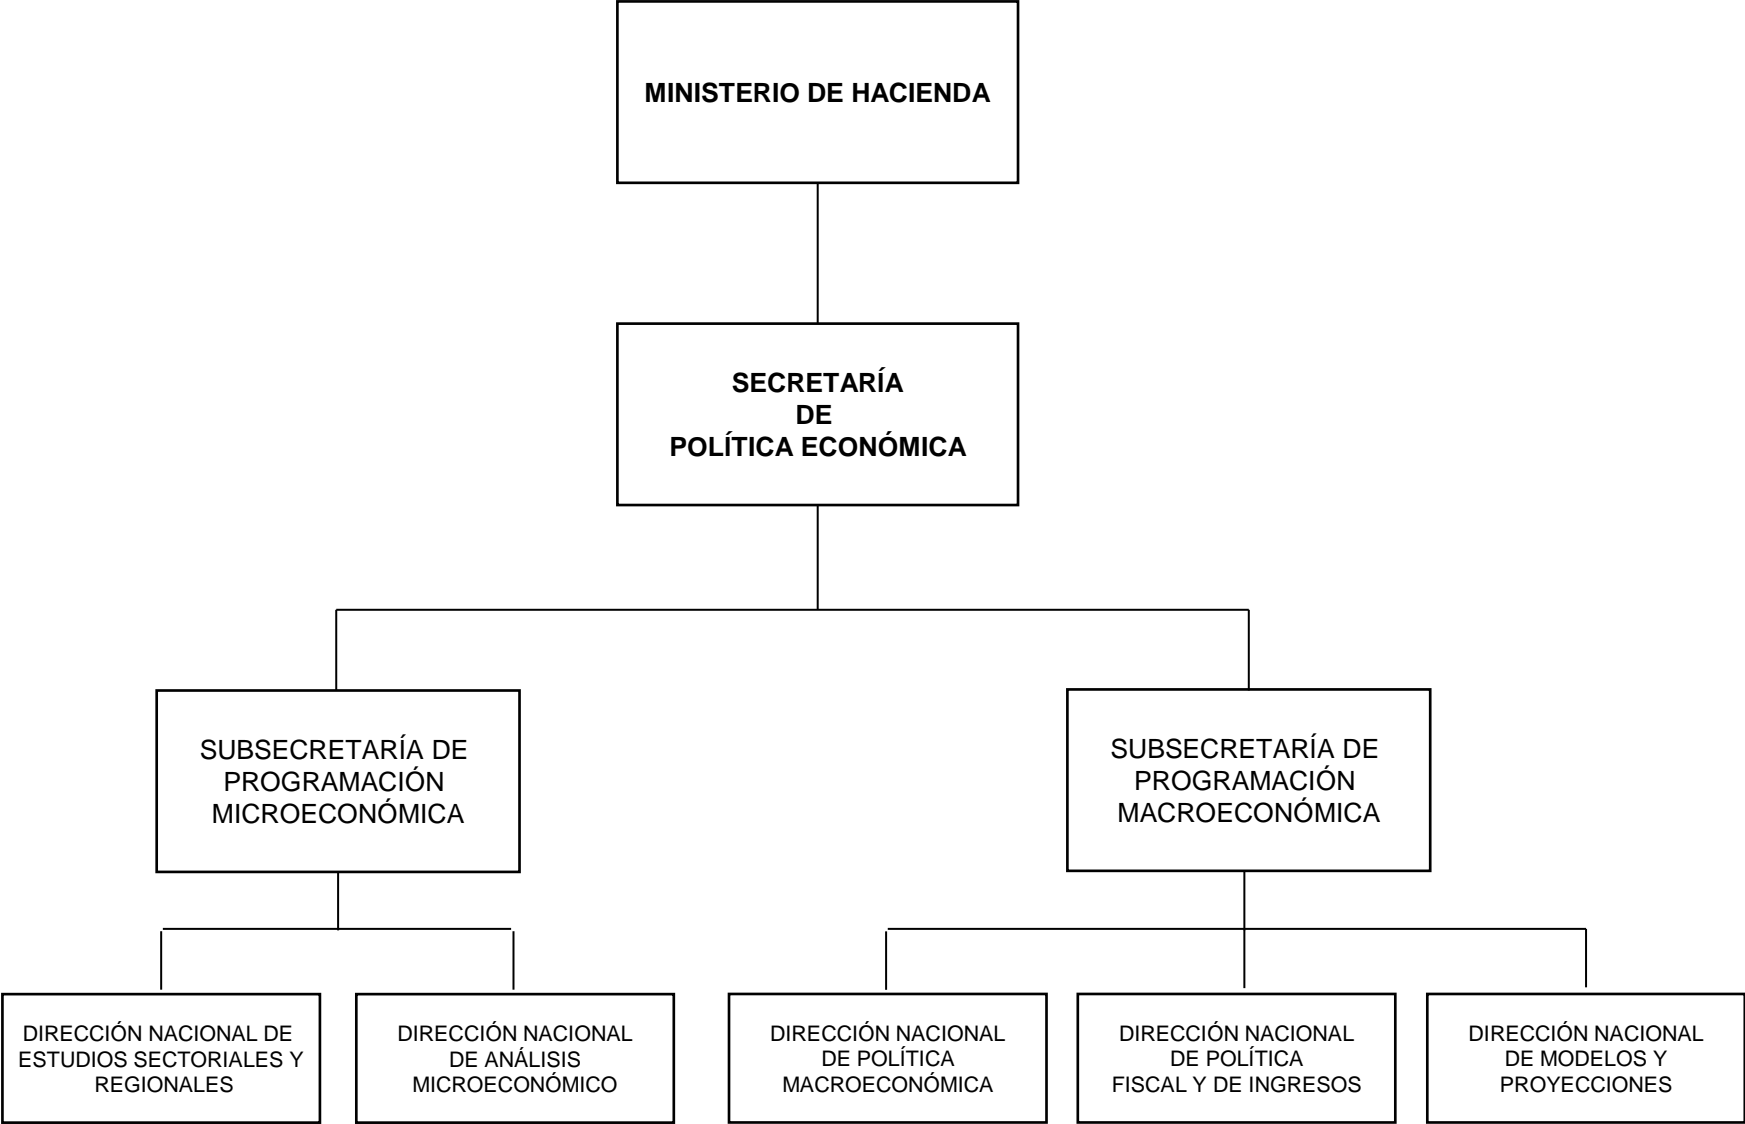 MINISTERIO DE HACIENDA
SECRETARÍA
DE
POLÍTICA ECONÓMICA
SUBSECRETARÍA DE
PROGRAMACIÓN
MICROECONÓMICA
SUBSECRETARÍA DE
PROGRAMACIÓN
MACROECONÓMICA
DIRECCIÓN NACIONAL DE
ESTUDIOS SECTORIALES Y
REGIONALES
DIRECCIÓN NACIONAL
DE ANÁLISIS
MICROECONÓMICO
DIRECCIÓN NACIONAL
DE POLÍTICA
MACROECONÓMICA
DIRECCIÓN NACIONAL
DE POLÍTICA
FISCAL Y DE INGRESOS
DIRECCIÓN NACIONAL
DE MODELOS Y
PROYECCIONES